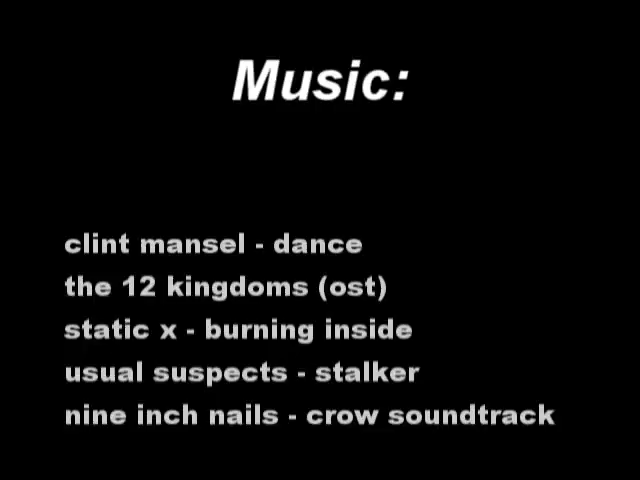 Music:
clint mansel - dance
the 12 kingdoms (ost)
static x - burning inside
usual suspects - stalker
nine inch nails - crow soundtrack